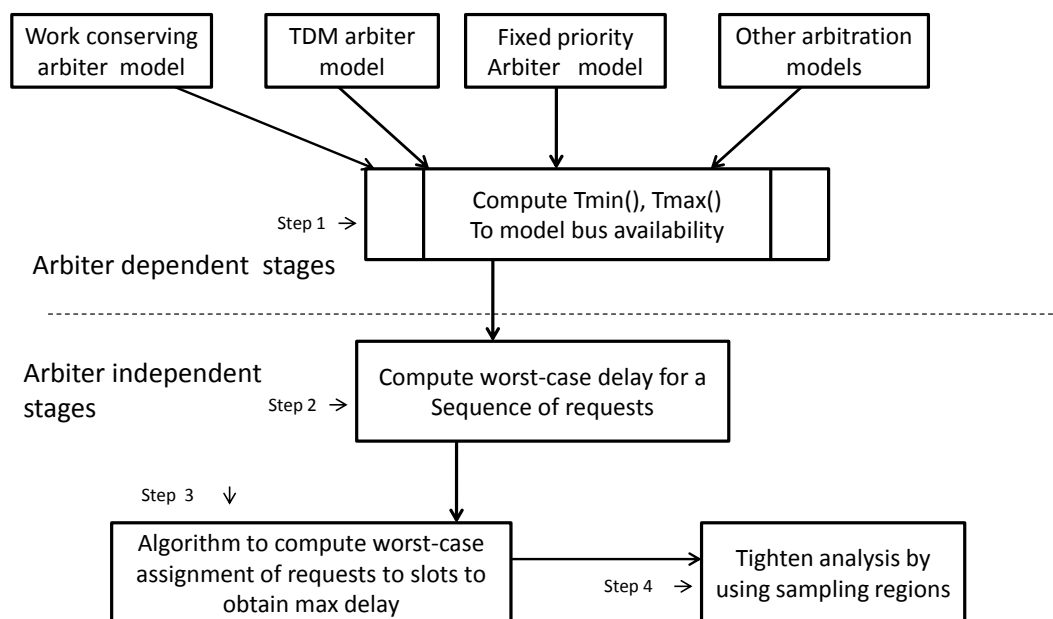 Work conserving
arbiter model
TDM arbiter
model
Fixed priority
Arbiter model
Other arbitration
models
Compute Tmin(), Tmax()
To model bus availability
Step 1 →
Arbiter dependent stages
Arbiter independent
stages
Step 2 →
Compute worst-case delay for a
Sequence of requests
Step 3 ↓
Algorithm to compute worst-case
assignment of requests to slots to
obtain max delay
Step 4 →
Tighten analysis by
using sampling regions